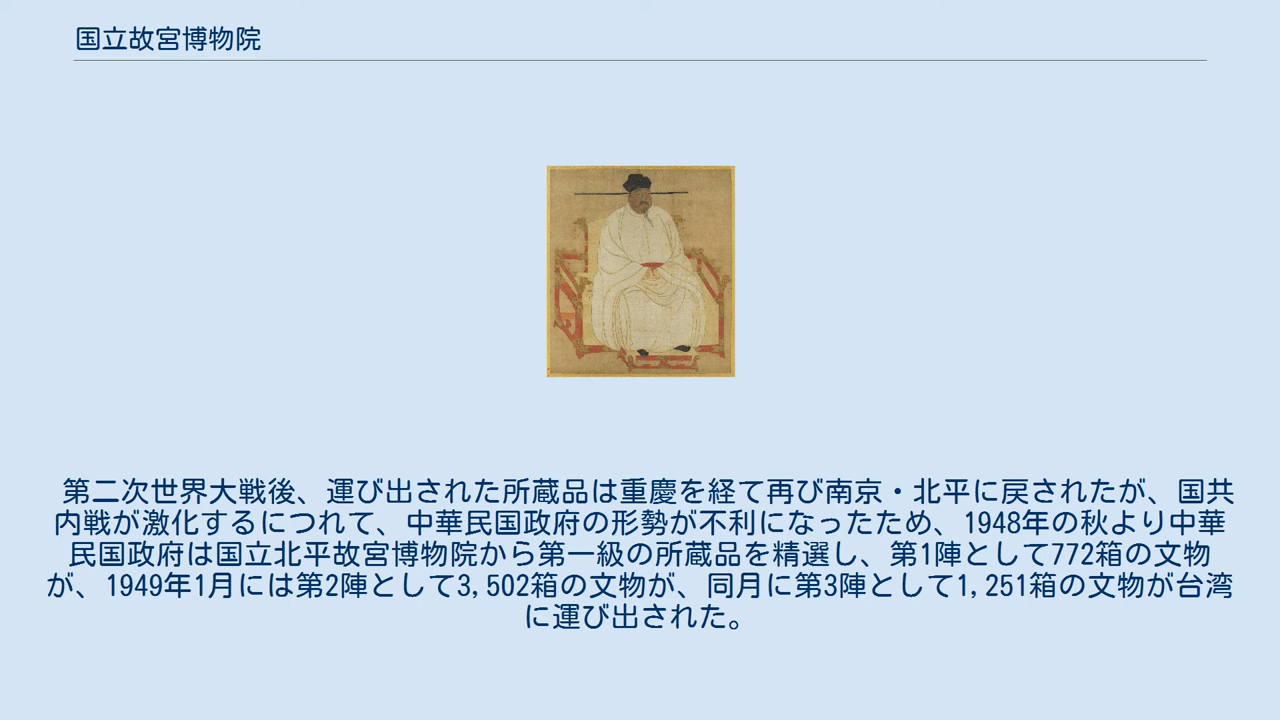 国立故宮博物院
第二次世界大戦後、運び出された所蔵品は重慶を経て再び南京・北平に戻されたが、国共
内戦が激化するにつれて、中華民国政府の形勢が不利になったため、1948年の秋より中華
民国政府は国立北平故宮博物院から第一級の所蔵品を精選し、第1陣として772箱の文物
が、1949年1月には第2陣として3,502箱の文物が、同月に第3陣として1,251箱の文物が台湾
に運び出された。